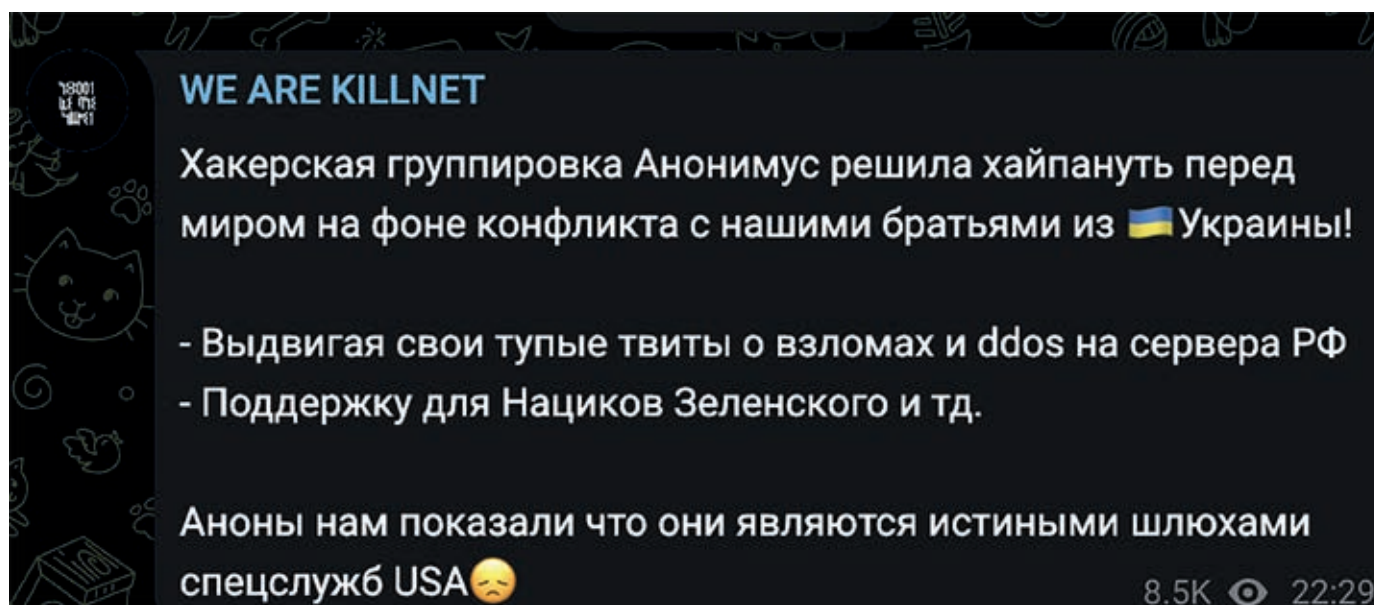 WE ARE KILLNET
Хакерская группировка Анонимус решила хайпануть перед
миром на фоне конфликта с нашими братьями из 🇺🇦Украины!
- Выдвигая свои тупые твиты о взломах и ddos на сервера РФ
- Поддержку для Нациков Зеленского и тд.
Аноны нам показали что они являются истиными шлюхами
спецслужб USA😞
8.5K 22:29